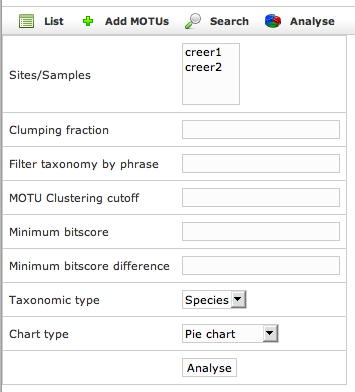 List Add MOTUs Search Analyse
Sites/Samples
creer1
creer2
Clumping fraction
Filter taxonomy by phrase
MOTU Clustering cutoff
Minimum bitscore
Minimum bitscore difference
Taxonomic type Species
Chart type Pie chart
Analyse